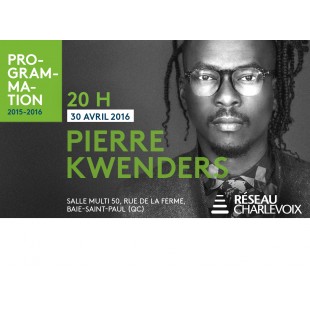 PRO-
GRAM-
MA-
TION
2015-2016
20 H
30 AVRIL 2016
PIERRE
KWENDERS
SALLE MULTI 50, RUE DE LA FERME,
BAIE-SAINT-PAUL (QC)
RÉSEAU
CHARLEVOIX